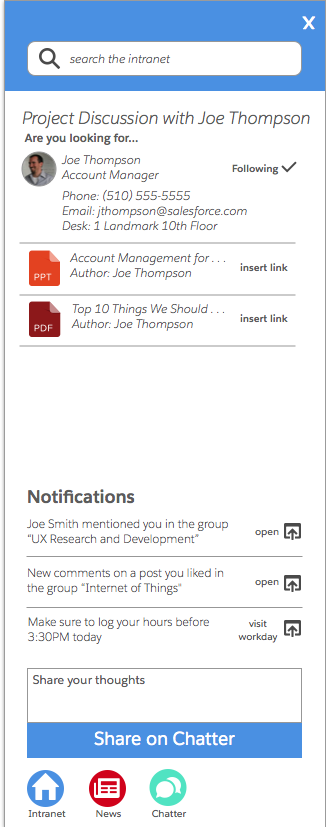 X
search the intranet
Project Discussion with Joe Thompson
Are you looking for...
Joe Thompson
Account Manager
Following
Phone: (510) 555-5555
Email: jthompson@salesforce.com
Desk: 1 Landmark 10th Floor
PPT
Account Management for . . .
Author: Joe Thompson
insert link
PDF
Top 10 Things We Should . . .
Author: Joe Thompson
insert link
Notifications
Joe Smith mentioned you in the group
“UX Research and Development”
open
New comments on a post you liked in
the group “Internet of Things”
open
Make sure to log your hours before
3:30PM today
visit
workday
Share your thoughts
Share on Chatter
Intranet
News
Chatter